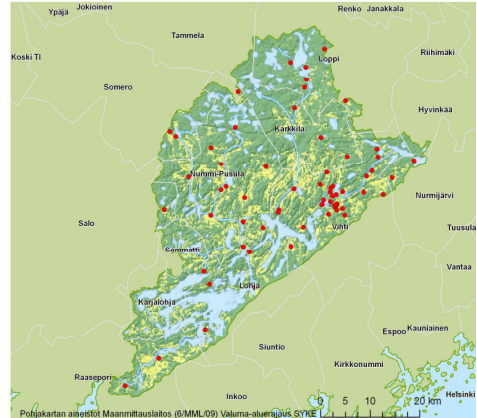 Ypäjä
Jokioinen
Renko
Janakkala
Tammela
Koski Tl
Loppi
Riihimäki
Somero
Hyvinkää
Karkkila
Nummi-Pusula
Nurmijärvi
Salo
Vihti
Tuusula
Sammatti
Vantaa
Lohja
Karjalohja
Espoo
Kauniainen
Siuntio
Kirkkonummi
Raasepori
Helsinki
Inkoo
0 5 10 20 km
Pohjakartan aineistot Maanmittauslaitos (6/MML/09) Valuma-aluerajaus SYKE